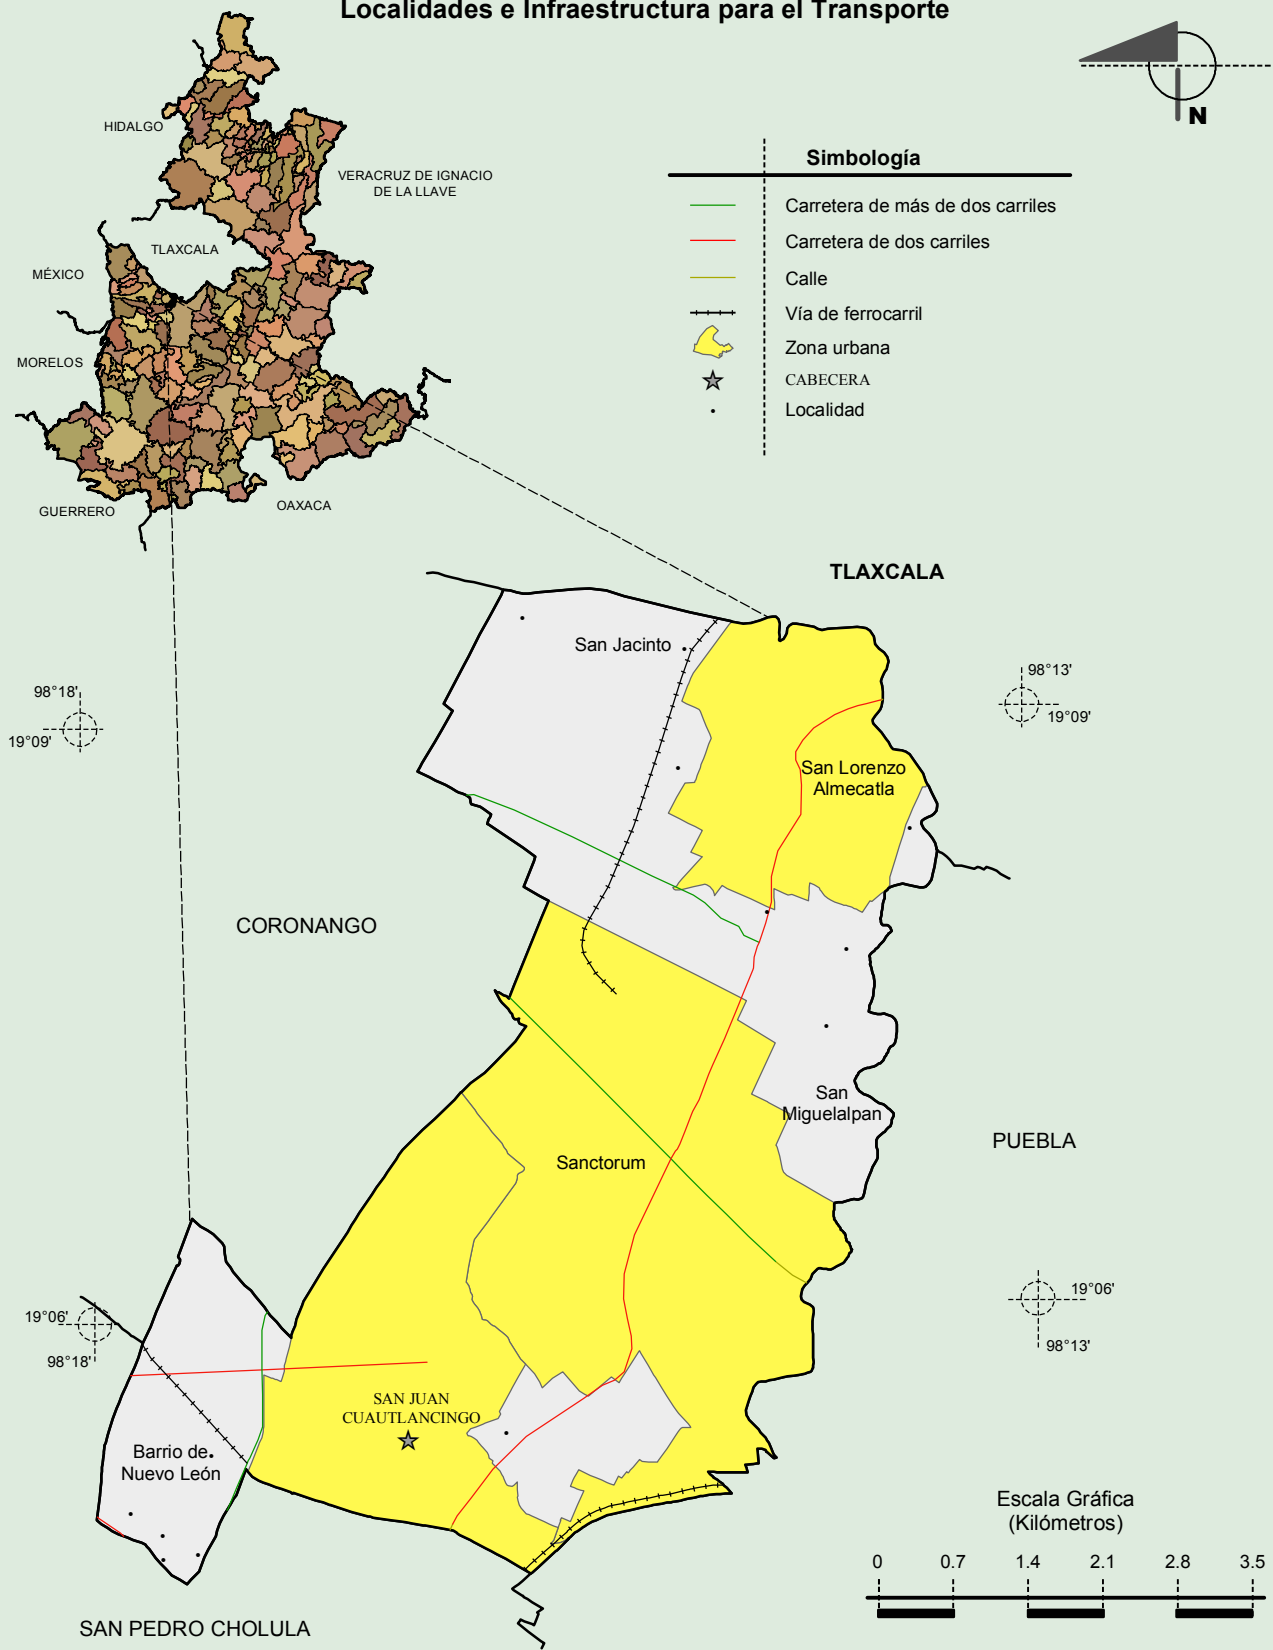 Localidades e Infraestructura para el Transporte
N
HIDALGO
VERACRUZ DE IGNACIO
DE LA LLAVE
TLAXCALA
MÉXICO
MORELOS
GUERRERO
OAXACA
Simbología
Carretera de más de dos carriles
Carretera de dos carriles
Calle
Vía de ferrocarril
Zona urbana
CABECERA
Localidad
TLAXCALA
San Jacinto
98°18'
19°09'
98°13'
19°09'
San Lorenzo
Almecatla
CORONANGO
San
Miguelalpan
PUEBLA
Sanctorum
19°06'
98°18'
19°06'
98°13'
SAN JUAN
CUAUTLANCINGO
Barrio de
Nuevo León
Escala Gráfica
(Kilómetros)
0 0.7 1.4 2.1 2.8 3.5
SAN PEDRO CHOLULA